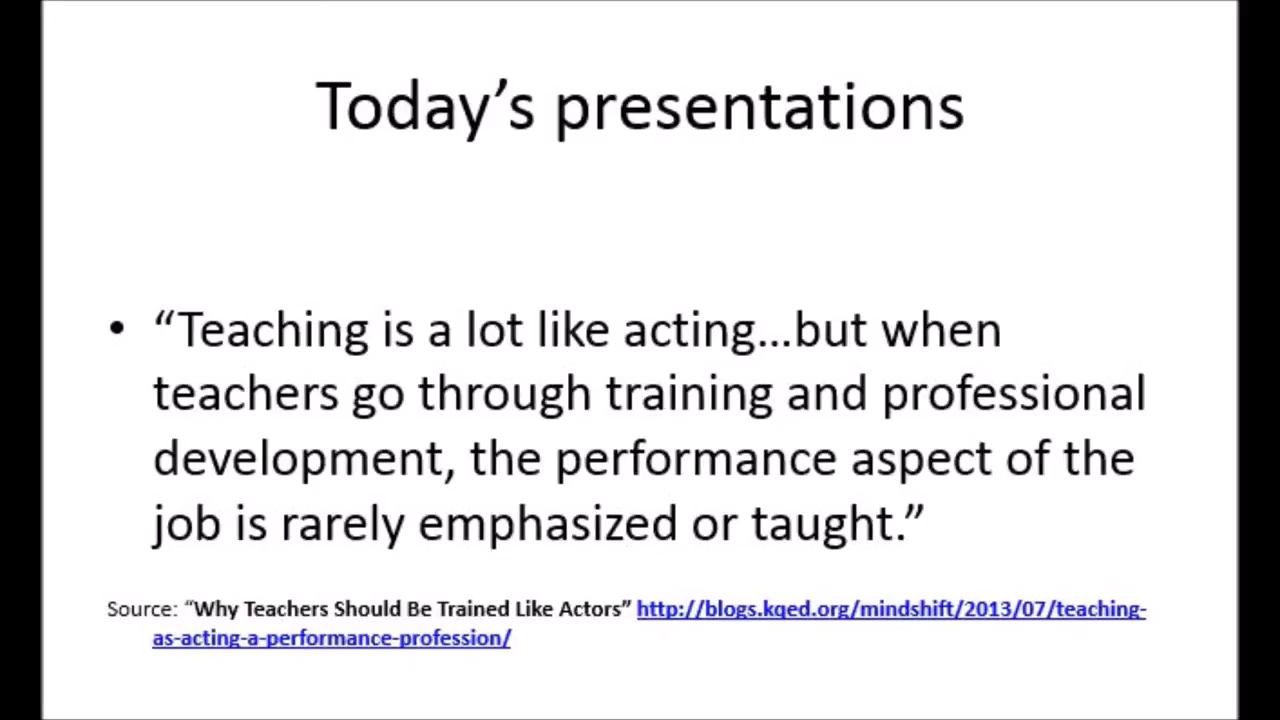 Today’s presentations
• “Teaching is a lot like acting...but when
teachers go through training and professional
development, the performance aspect of the
job is rarely emphasized or taught.”
Source: “Why Teachers Should Be Trained Like Actors” http://blogs.kqed.org/mindshift/2013/07/teaching-
as-acting-a-performance-profession/